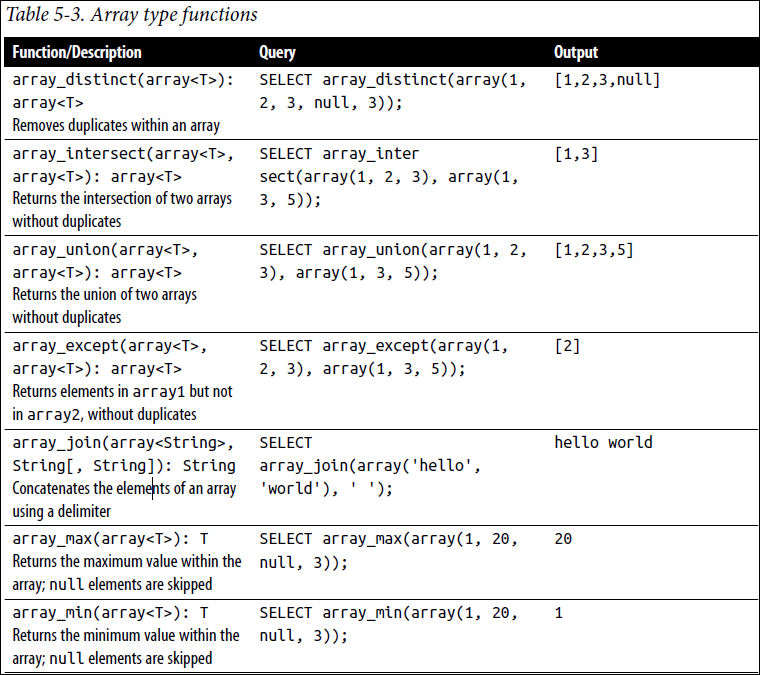 Table 5-3. Array type functions
Function/Description Query Output
array_distinct(array<T>): SELECT array_distinct(array(1, [1,2,3,null]
array<T> 2, 3, null, 3));
Removes duplicates within an array
array_intersect(array<T>, SELECT array_inter [1,3]
array<T>): array<T> sect(array(1, 2, 3), array(1,
Returns the intersection of two arrays 3, 5));
without duplicates
array_union(array<T>, SELECT array_union(array(1, 2, [1,2,3,5]
array<T>): array<T> 3), array(1, 3, 5));
Returns the union of two arrays
without duplicates
array_except(array<T>, SELECT array_except(array(1, [2]
array<T>): array<T> 2, 3), array(1, 3, 5));
Returns elements in array1 but not
in array2, without duplicates
array_join(array<String>, SELECT hello world
String[, String]): String array_join(array('hello',
Concatenates the elements of an array 'world'), ' ');
using a delimiter
array_max(array<T>): T SELECT array_max(array(1, 20, 20
Returns the maximum value within the null, 3));
array; null elements are skipped
array_min(array<T>): T SELECT array_min(array(1, 20, 1
Returns the minimum value within the null, 3));
array; null elements are skipped